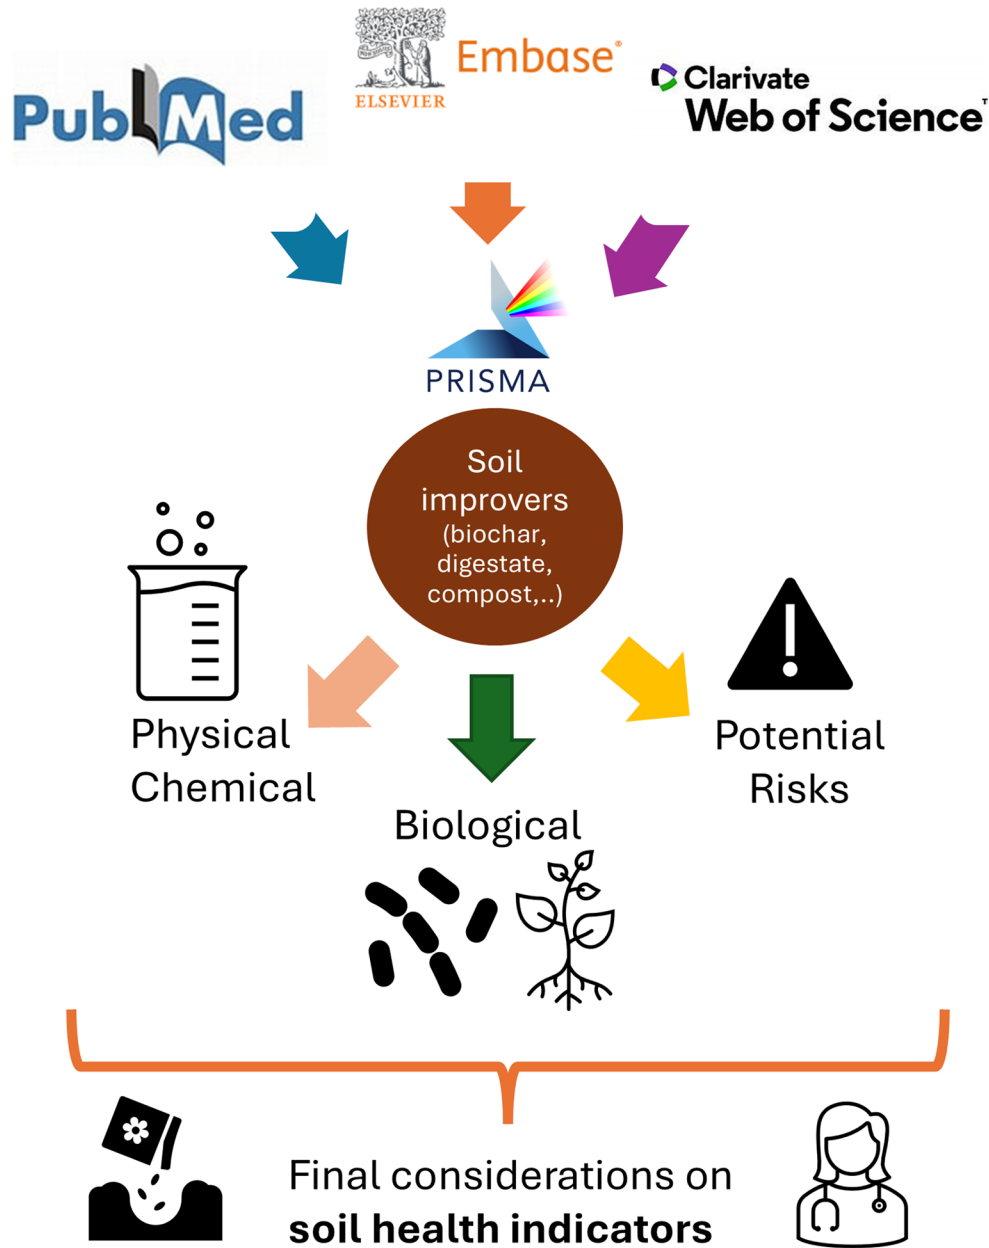 PubMed
ELSEVIER
Embase®
Clarivate
Web of Science™
PRISMA
Soil
improvers
(biochar,
digestate,
compost,..)
Physical
Chemical
Biological
Potential
Risks
Final considerations on
soil health indicators